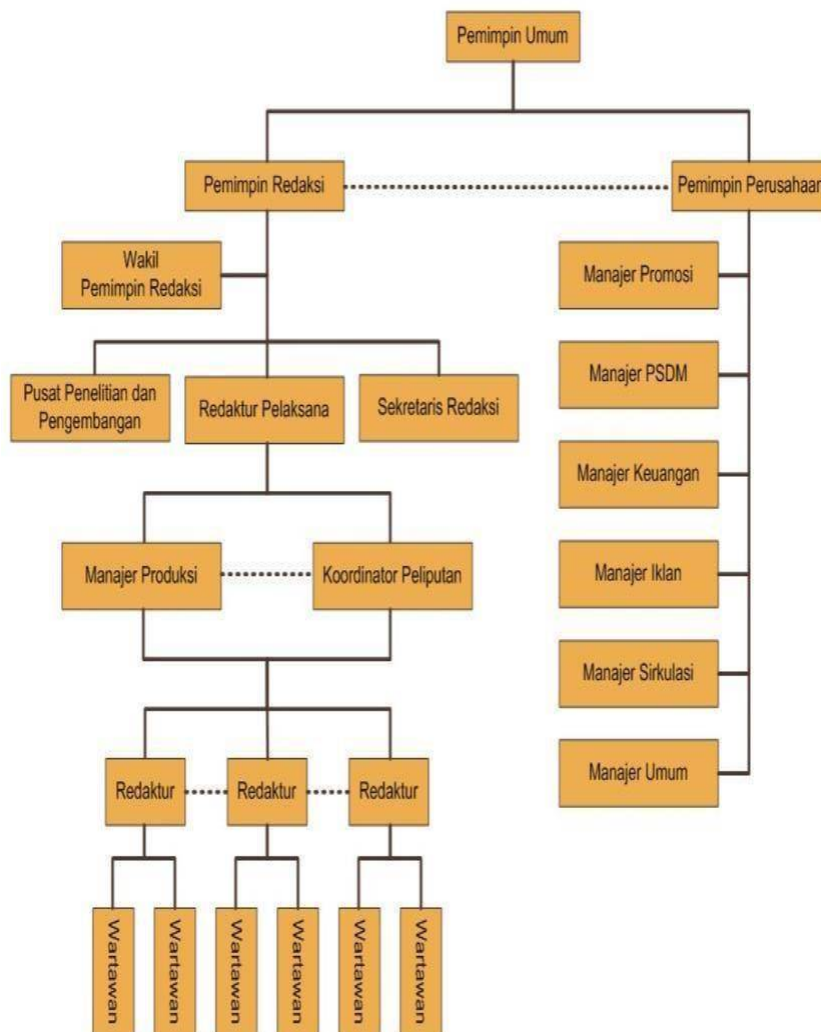 Pemimpin Umum
Pemimpin Redaksi
Pemimpin Perusahaan
Wakil
Pemimpin Redaksi
Manajer Promosi
Pusat Penelitian dan
Pengembangan
Redaktur Pelaksana
Sekretaris Redaksi
Manajer PSDM
Manajer Keuangan
Manajer Produksi
Koordinator Peliputan
Manajer Iklan
Manajer Sirkulasi
Redaktur
Redaktur
Redaktur
Manajer Umum
Wartawan
Wartawan
Wartawan
Wartawan
Wartawan
Wartawan